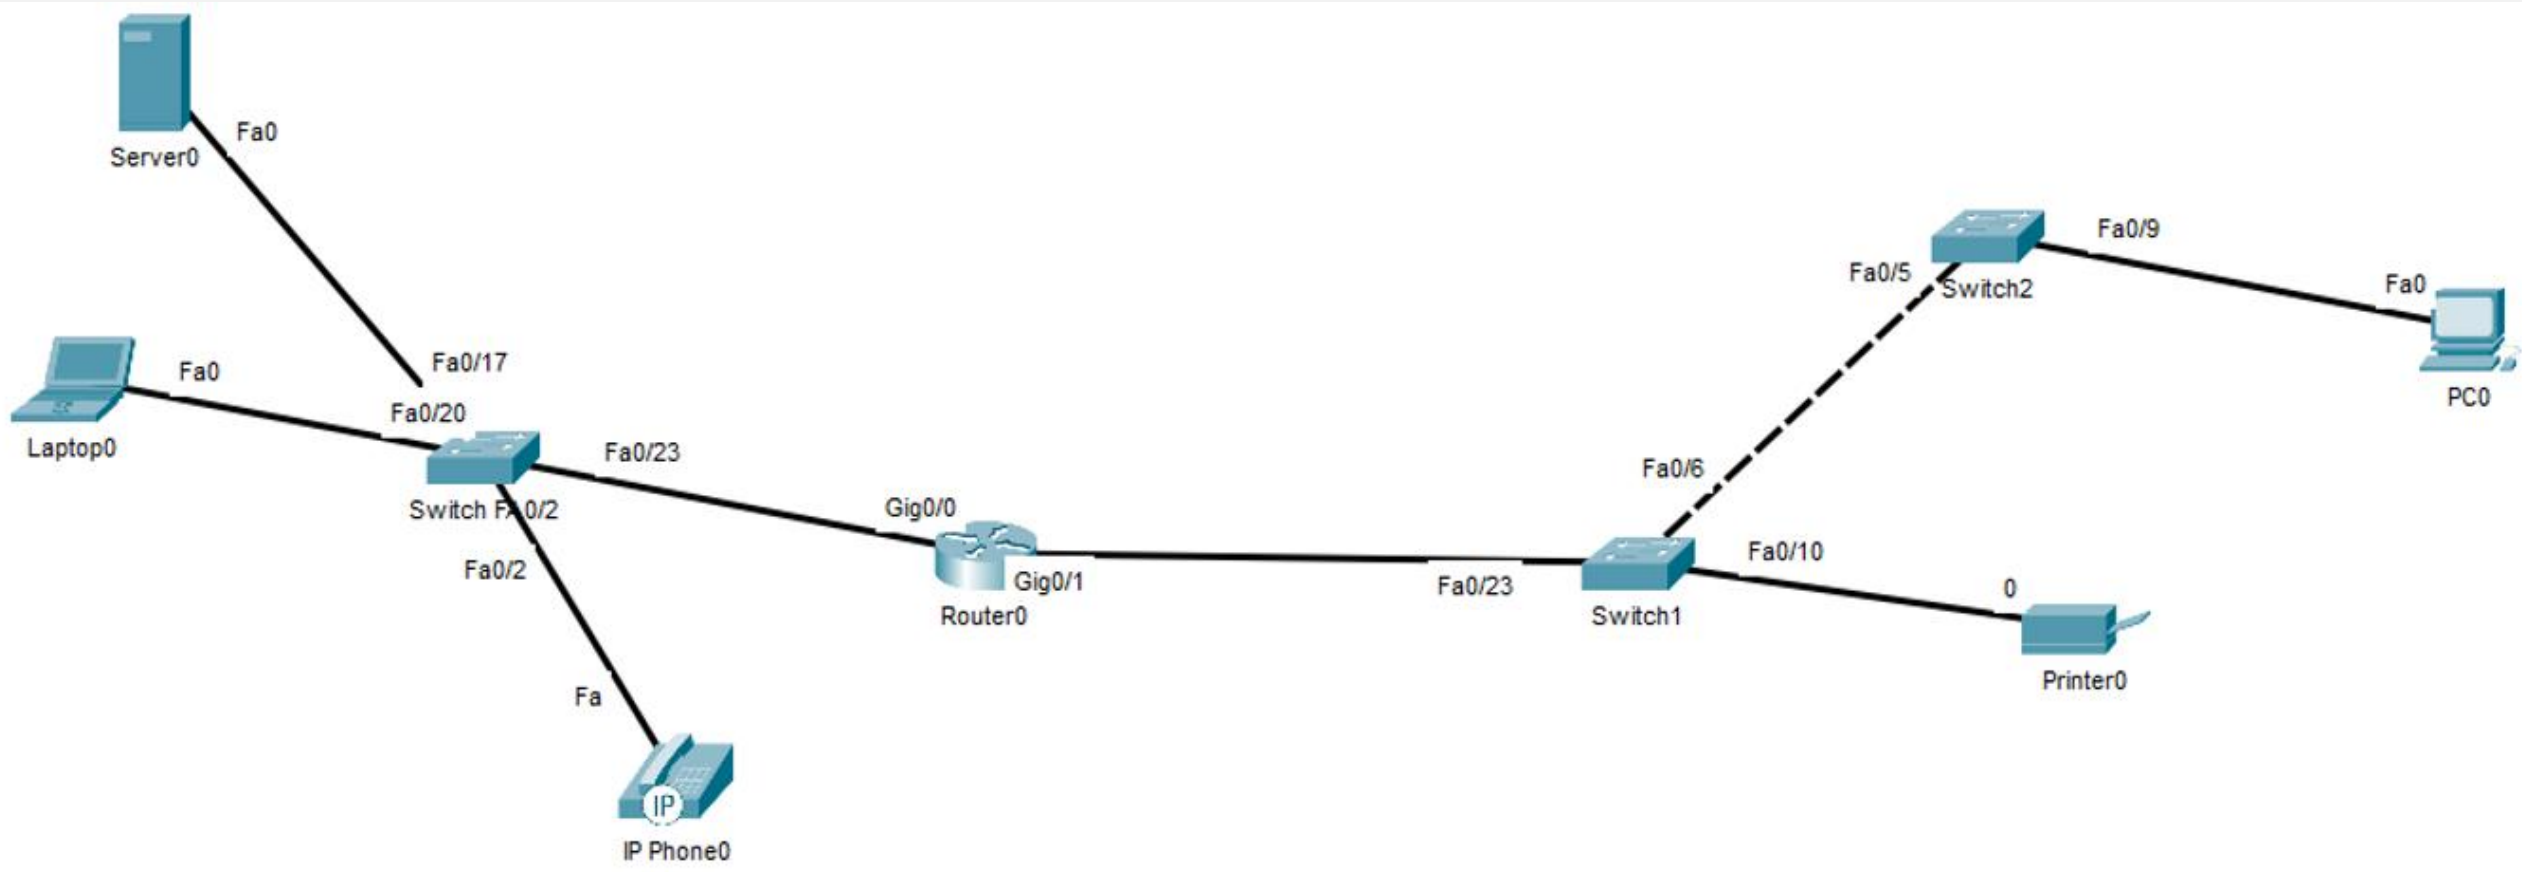 Fa0
Server0
Fa0/9
Fa0/5
Switch2
Fa0
Fa0/17
Fa0
Fa0/20
PC0
Laptop0
Fa0/23
Fa0/6
Switch FA 0/2
Gig0/0
Fa0/10
Fa0/2
Gig0/1
Fa0/23
0
Router0
Switch1
Printer0
Fa
IP
IP Phone0